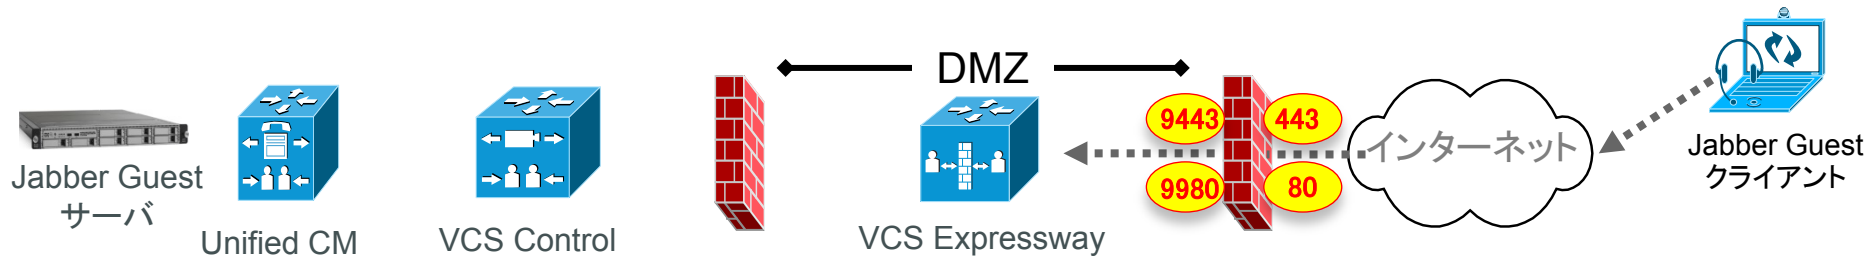 Jabber Guest
サーバ
Unified CM
VCS Control
DMZ
VCS Expressway
9443
443
9980
80
インターネット
Jabber Guest
クライアント